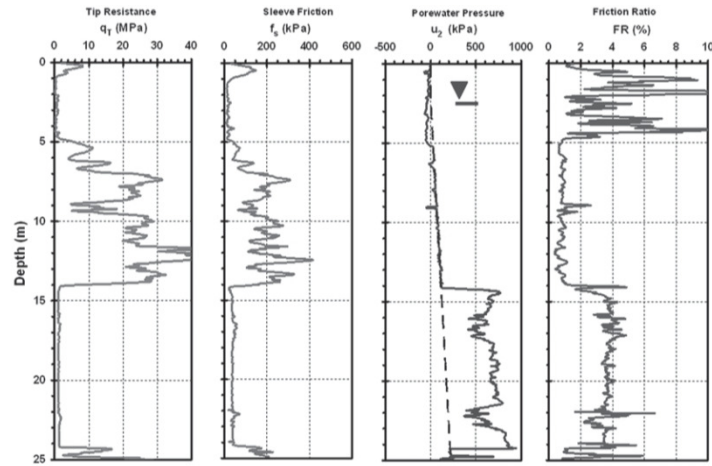 Tip Resistance
qT (MPa)
0 10 20 30 40
Sleeve Friction
fs (kPa)
0 200 400 600
Porewater Pressure
u2 (kPa)
-500 0 500 1000
Friction Ratio
FR (%)
0 2 4 6 8 10
Depth (m)
0
5
10
15
20
25